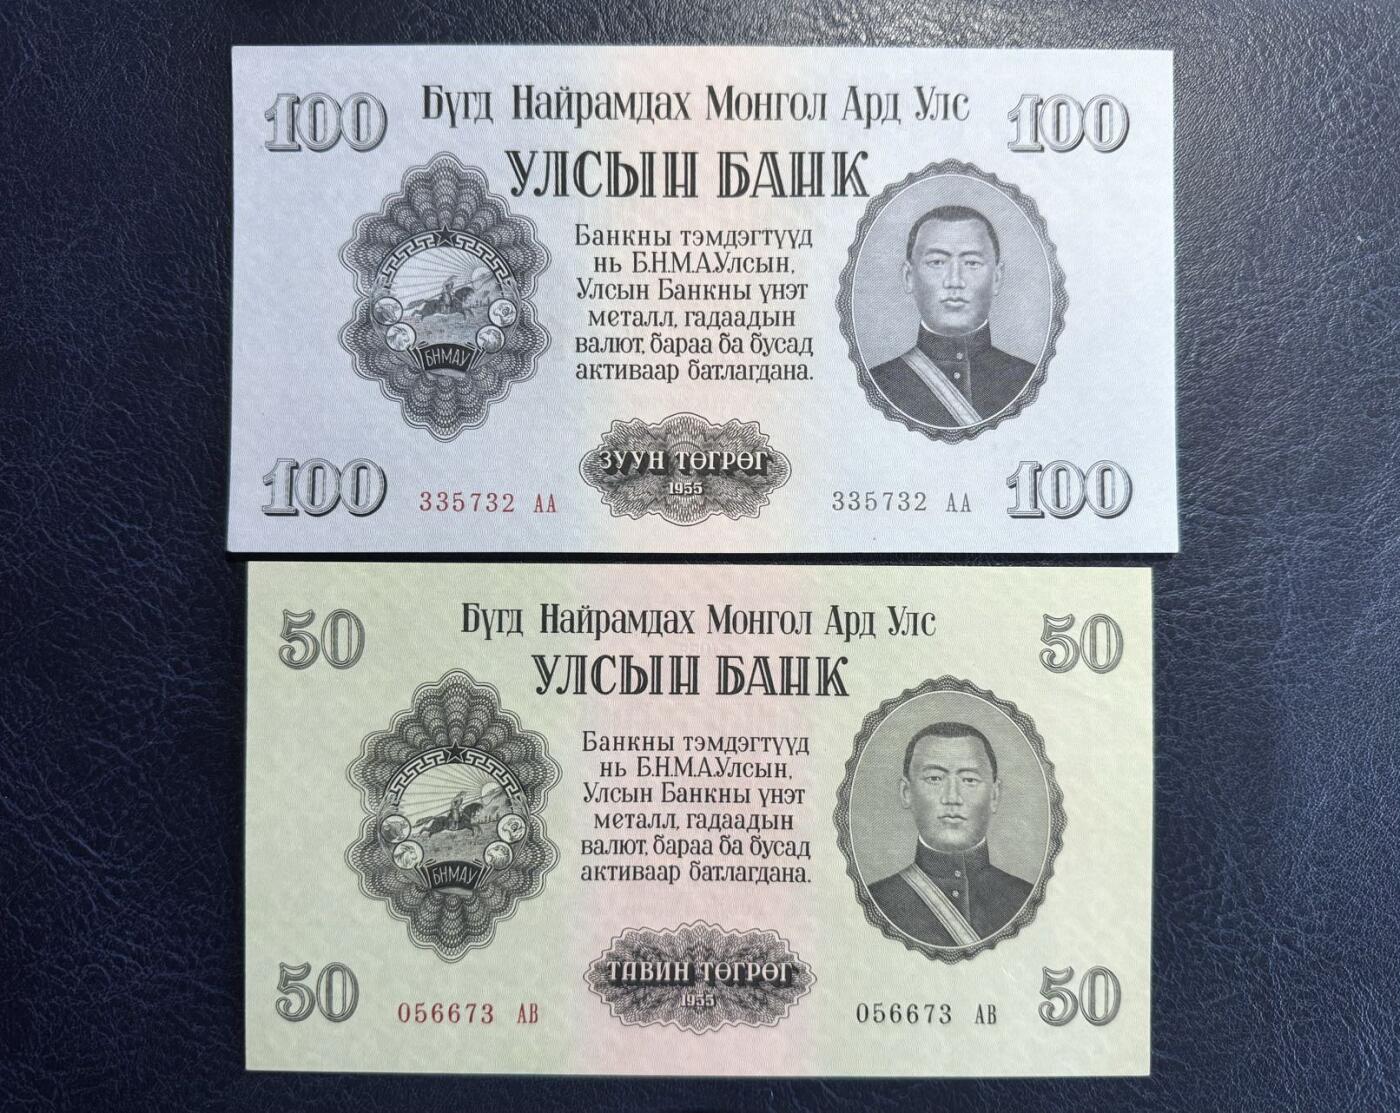 100 Бүгд Найрамдах Монгол Ард Улс 100
УЛСЫН БАНК
Банкны тэмдэгтүүд
нь Б.Н.М.А.Улсын,
Улсын Банкны үнэт
металл, гадаадын
валют, бараа ба бусад
активаар батлагдана.
БНМАУ
ЗУУН ТӨГРӨГ
1955
100 335732 АА 335732 АА 100
50 Бүгд Найрамдах Монгол Ард Улс 50
УЛСЫН БАНК
Банкны тэмдэгтүүд
нь Б.Н.М.А.Улсын,
Улсын Банкны үнэт
металл, гадаадын
валют, бараа ба бусад
активаар батлагдана.
БНМАУ
ТАВИН ТӨГРӨГ
1955
50 056673 АВ 056673 АВ 50